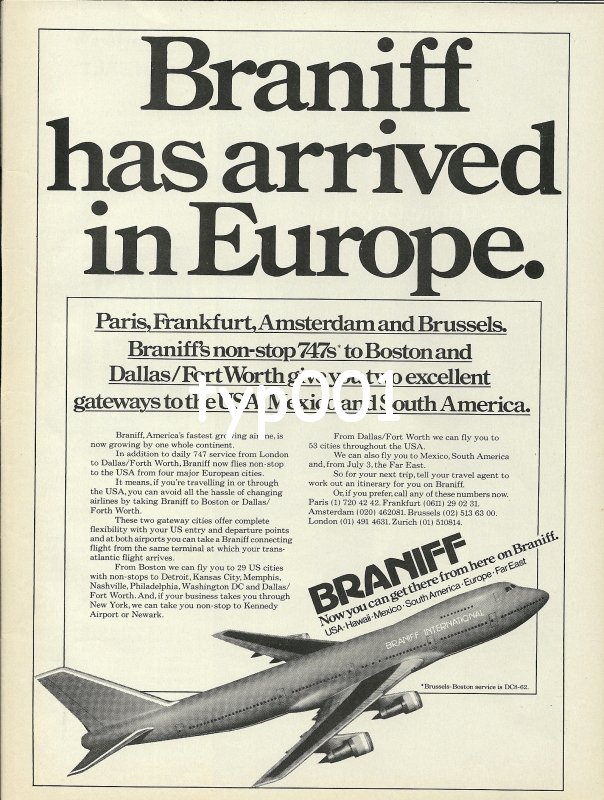 Braniff
has arrived
in Europe.
Paris, Frankfurt, Amsterdam and Brussels.
Braniff's non-stop 747s* to Boston and
Dallas/Fort Worth give you two excellent
gateways to the USA, Mexico and South America.
typ001
Braniff, America's fastest growing airline, is
now growing by one whole continent.
In addition to daily 747 service from London
to Dallas/Forth Worth, Braniff now flies non-stop
to the USA from four major European cities.
It means, if you're travelling in or through
the USA, you can avoid all the hassle of changing
airlines by taking Braniff to Boston or Dallas/
Forth Worth.
These two gateway cities offer complete
flexibility with your US entry and departure points
and at both airports you can take a Braniff connecting
flight from the same terminal at which your trans-
atlantic flight arrives.
From Boston we can fly you to 29 US cities
with non-stops to Detroit, Kansas City, Memphis,
Nashville, Philadelphia, Washington DC and Dallas/
Fort Worth. And, if your business takes you through
New York, we can take you non-stop to Kennedy
Airport or Newark.
From Dallas/Fort Worth we can fly you to
53 cities throughout the USA.
We can also fly you to Mexico, South America
and, from July 3, the Far East.
So for your next trip, tell your travel agent to
work out an itinerary for you on Braniff.
Or, if you prefer, call any of these numbers now.
Paris (1) 720 42 42. Frankfurt (0611) 29 02 31.
Amsterdam (020) 462081. Brussels (02) 513 63 00.
London (01) 491 4631. Zurich (01) 510814.
BRANIFF
Now you can get there from here on Braniff.
USA·Hawaii·Mexico·South America·Europe·Far East
BRANIFF INTERNATIONAL
*Brussels-Boston service is DC8-62.